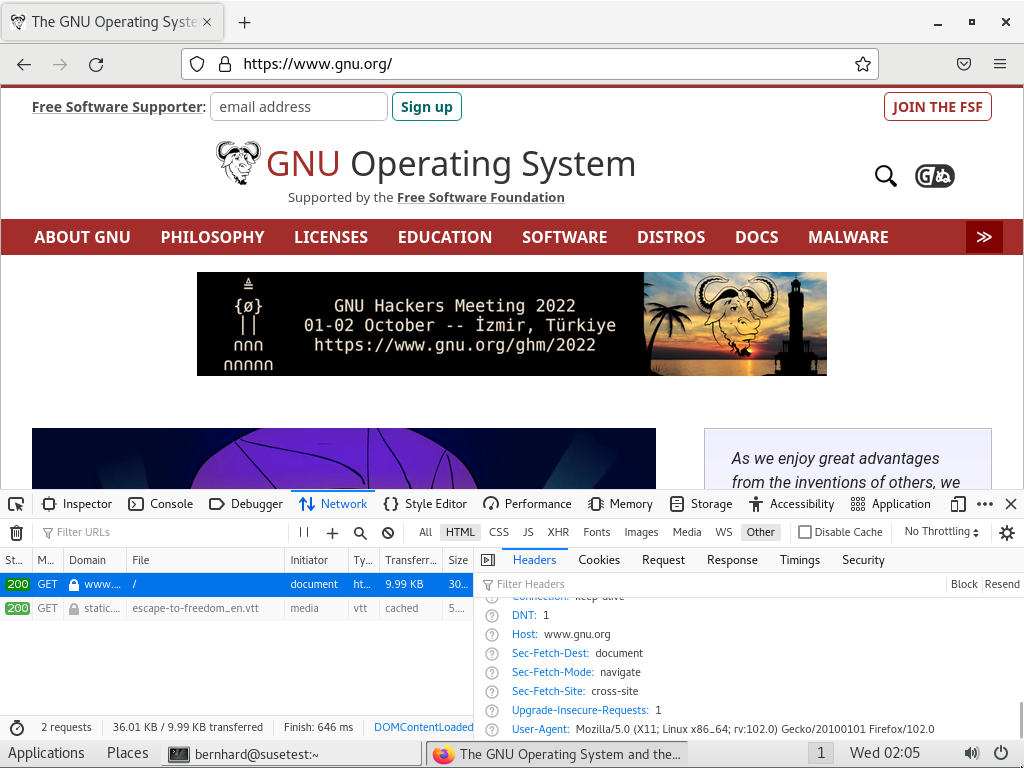 The GNU Operating Syste
https://www.gnu.org/
Free Software Supporter: email address Sign up JOIN THE FSF
GNU Operating System
Supported by the Free Software Foundation
ABOUT GNU PHILOSOPHY LICENSES EDUCATION SOFTWARE DISTROS DOCS MALWARE ≫
GNU Hackers Meeting 2022
01-02 October -- İzmir, Türkiye
https://www.gnu.org/ghm/2022
As we enjoy great advantages
from the inventions of others, we
Inspector Console Debugger Network Style Editor Performance Memory Storage Accessibility Application
Filter URLs All HTML CSS JS XHR Fonts Images Media WS Other Disable Cache No Throttling
St... M... Domain File Initiator Ty... Transferr... Size Headers Cookies Request Response Timings Security
200 GET www.... / document ht... 9.99 KB 30...
Filter Headers Block Resend
200 GET static.... escape-to-freedom_en.vtt media vtt cached 5....
Connection: keep-alive
DNT: 1
Host: www.gnu.org
Sec-Fetch-Dest: document
Sec-Fetch-Mode: navigate
Sec-Fetch-Site: cross-site
Upgrade-Insecure-Requests: 1
User-Agent: Mozilla/5.0 (X11; Linux x86_64; rv:102.0) Gecko/20100101 Firefox/102.0
2 requests 36.01 KB / 9.99 KB transferred Finish: 646 ms DOMContentLoaded
Applications Places bernhard@susetest:~ The GNU Operating System and the... 1 Wed 02:05